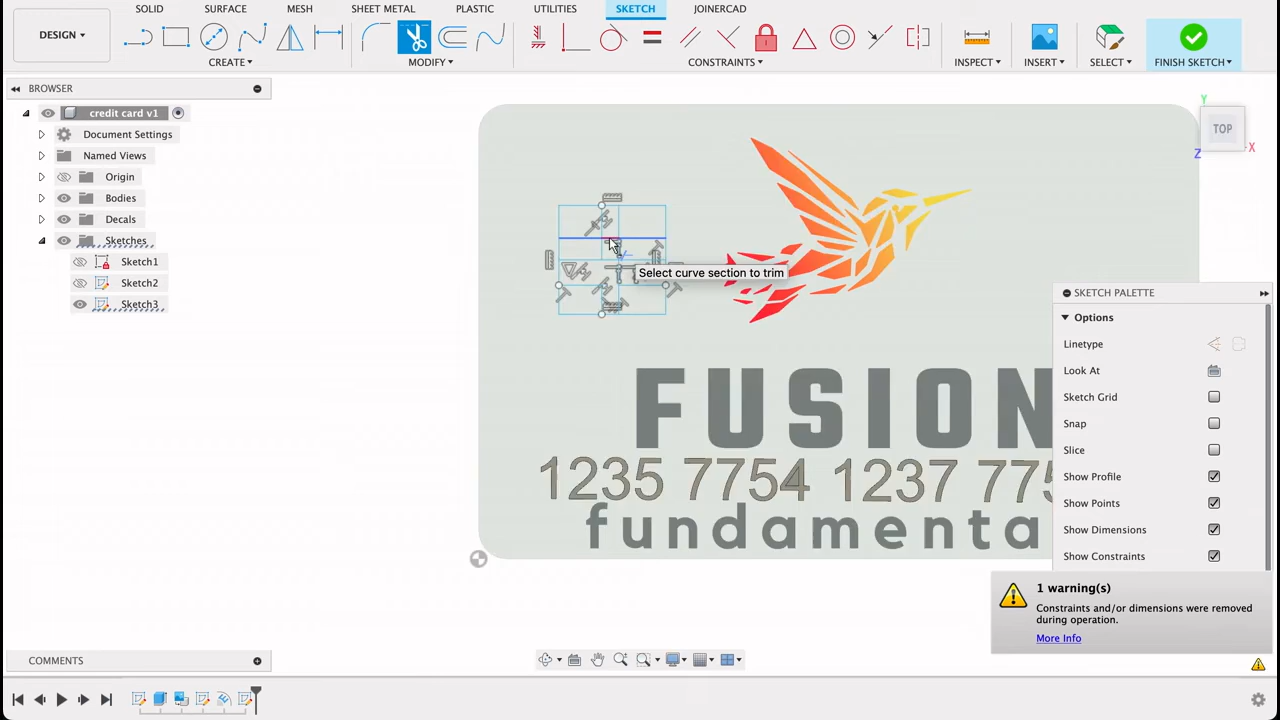 SOLID SURFACE MESH SHEET METAL PLASTIC UTILITIES SKETCH JOINERCAD
DESIGN
CREATE MODIFY CONSTRAINTS INSPECT INSERT SELECT FINISH SKETCH
BROWSER
credit card v1
Document Settings
Named Views
Origin
Bodies
Decals
Sketches
Sketch1
Sketch2
Sketch3
Y
TOP
X
Z
Select curve section to trim
FUSION
1235 7754 1237 775
fundamenta
SKETCH PALETTE
Options
Linetype
Look At
Sketch Grid
Snap
Slice
Show Profile
Show Points
Show Dimensions
Show Constraints
1 warning(s)
Constraints and/or dimensions were removed
during operation.
More Info
COMMENTS